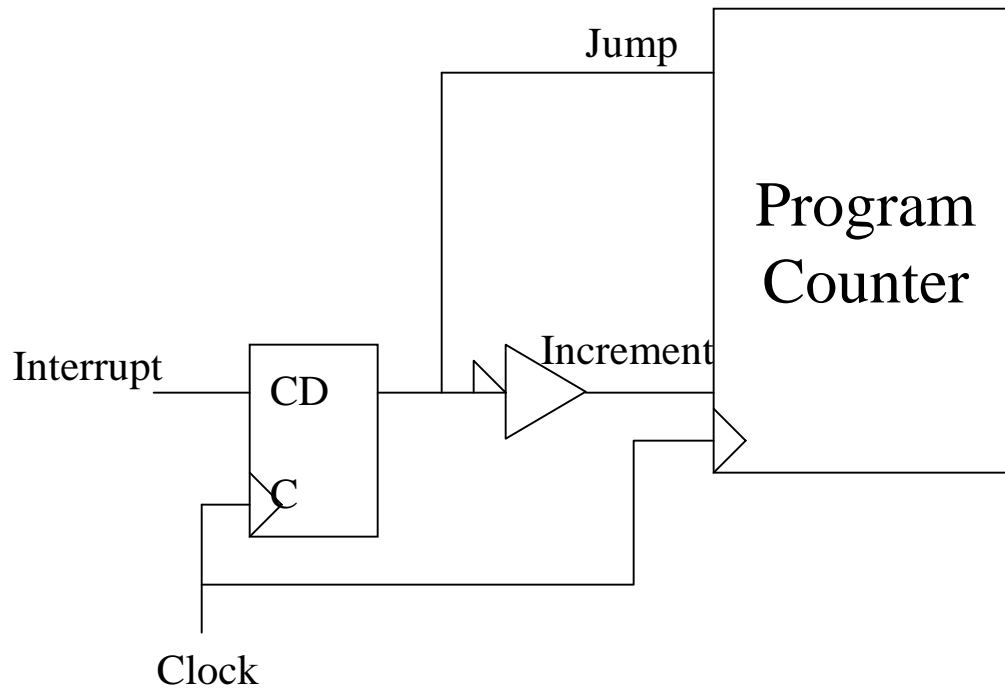 Jump
Program
Counter
Increment
Interrupt
CD
C
Clock